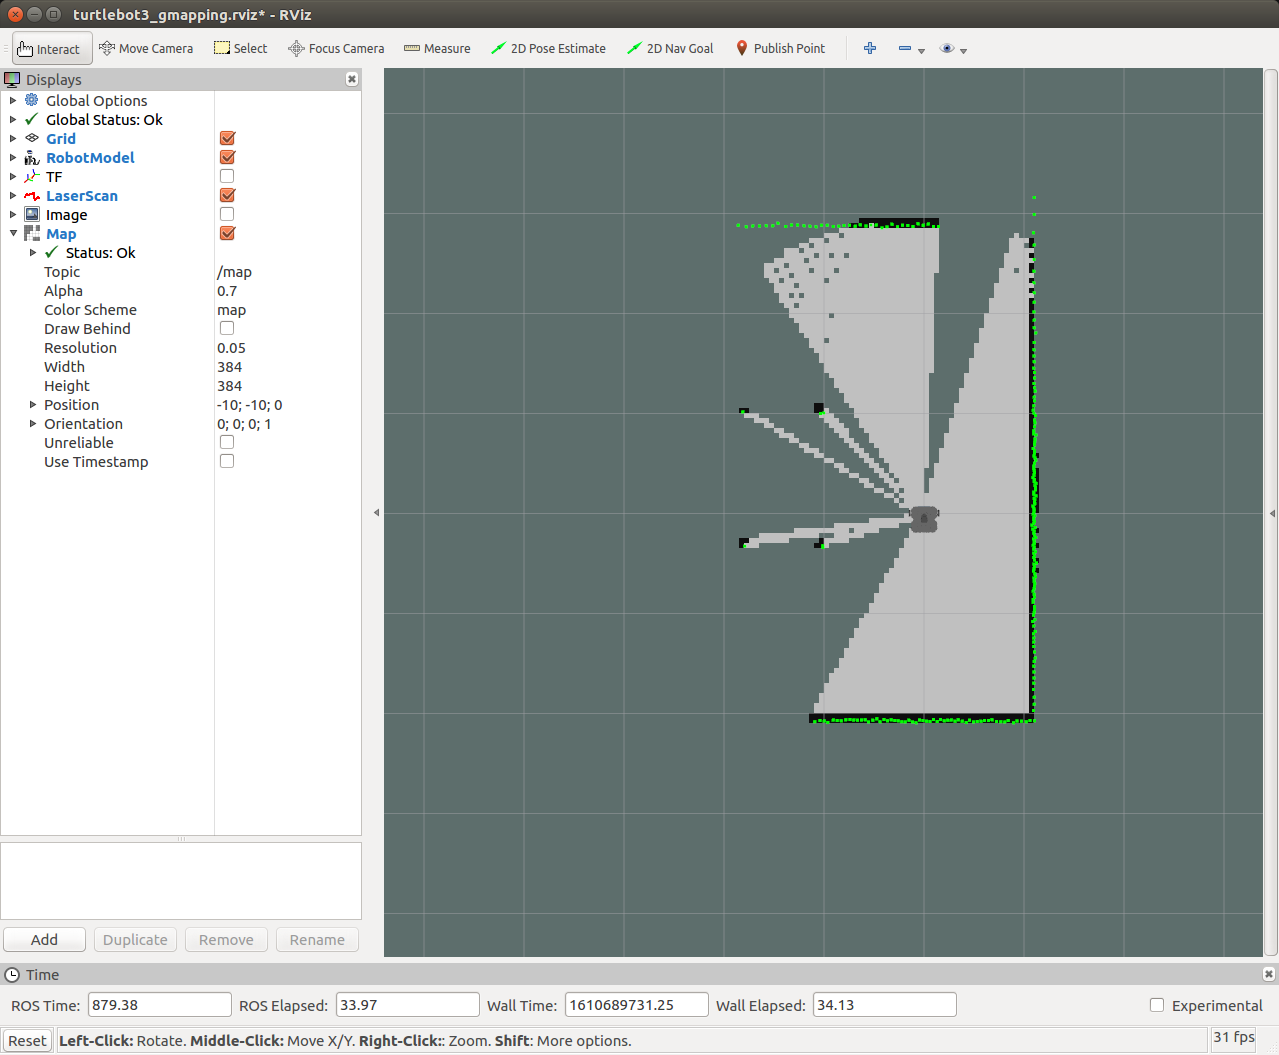 turtlebot3_gmapping.rviz* - RViz
Interact Move Camera Select Focus Camera Measure 2D Pose Estimate 2D Nav Goal Publish Point
Displays
Global Options
Global Status: Ok
Grid
RobotModel
TF
LaserScan
Image
Map
Status: Ok
Topic /map
Alpha 0.7
Color Scheme map
Draw Behind
Resolution 0.05
Width 384
Height 384
Position -10; -10; 0
Orientation 0; 0; 0; 1
Unreliable
Use Timestamp
Add Duplicate Remove Rename
Time
ROS Time: 879.38 ROS Elapsed: 33.97 Wall Time: 1610689731.25 Wall Elapsed: 34.13 Experimental
Reset Left-Click: Rotate. Middle-Click: Move X/Y. Right-Click:: Zoom. Shift: More options. 31 fps